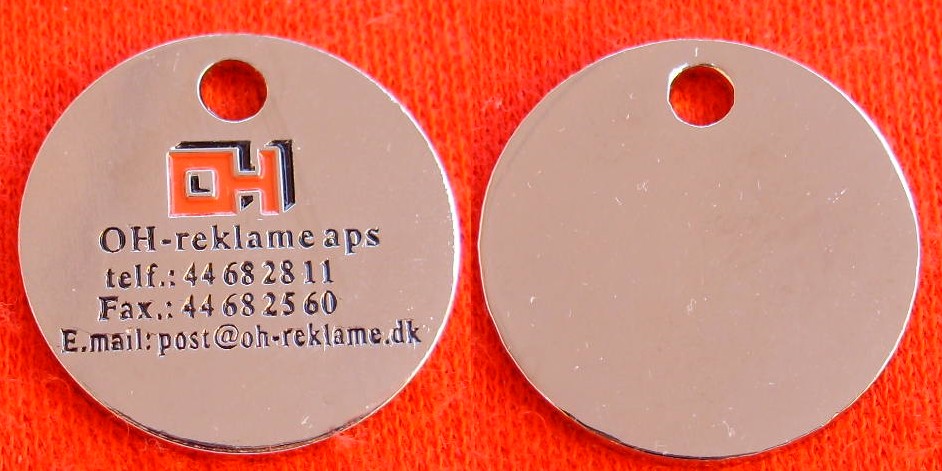 OH
OH-reklame aps
telf.: 44 68 28 11
Fax.: 44 68 25 60
E.mail: post@oh-reklame.dk